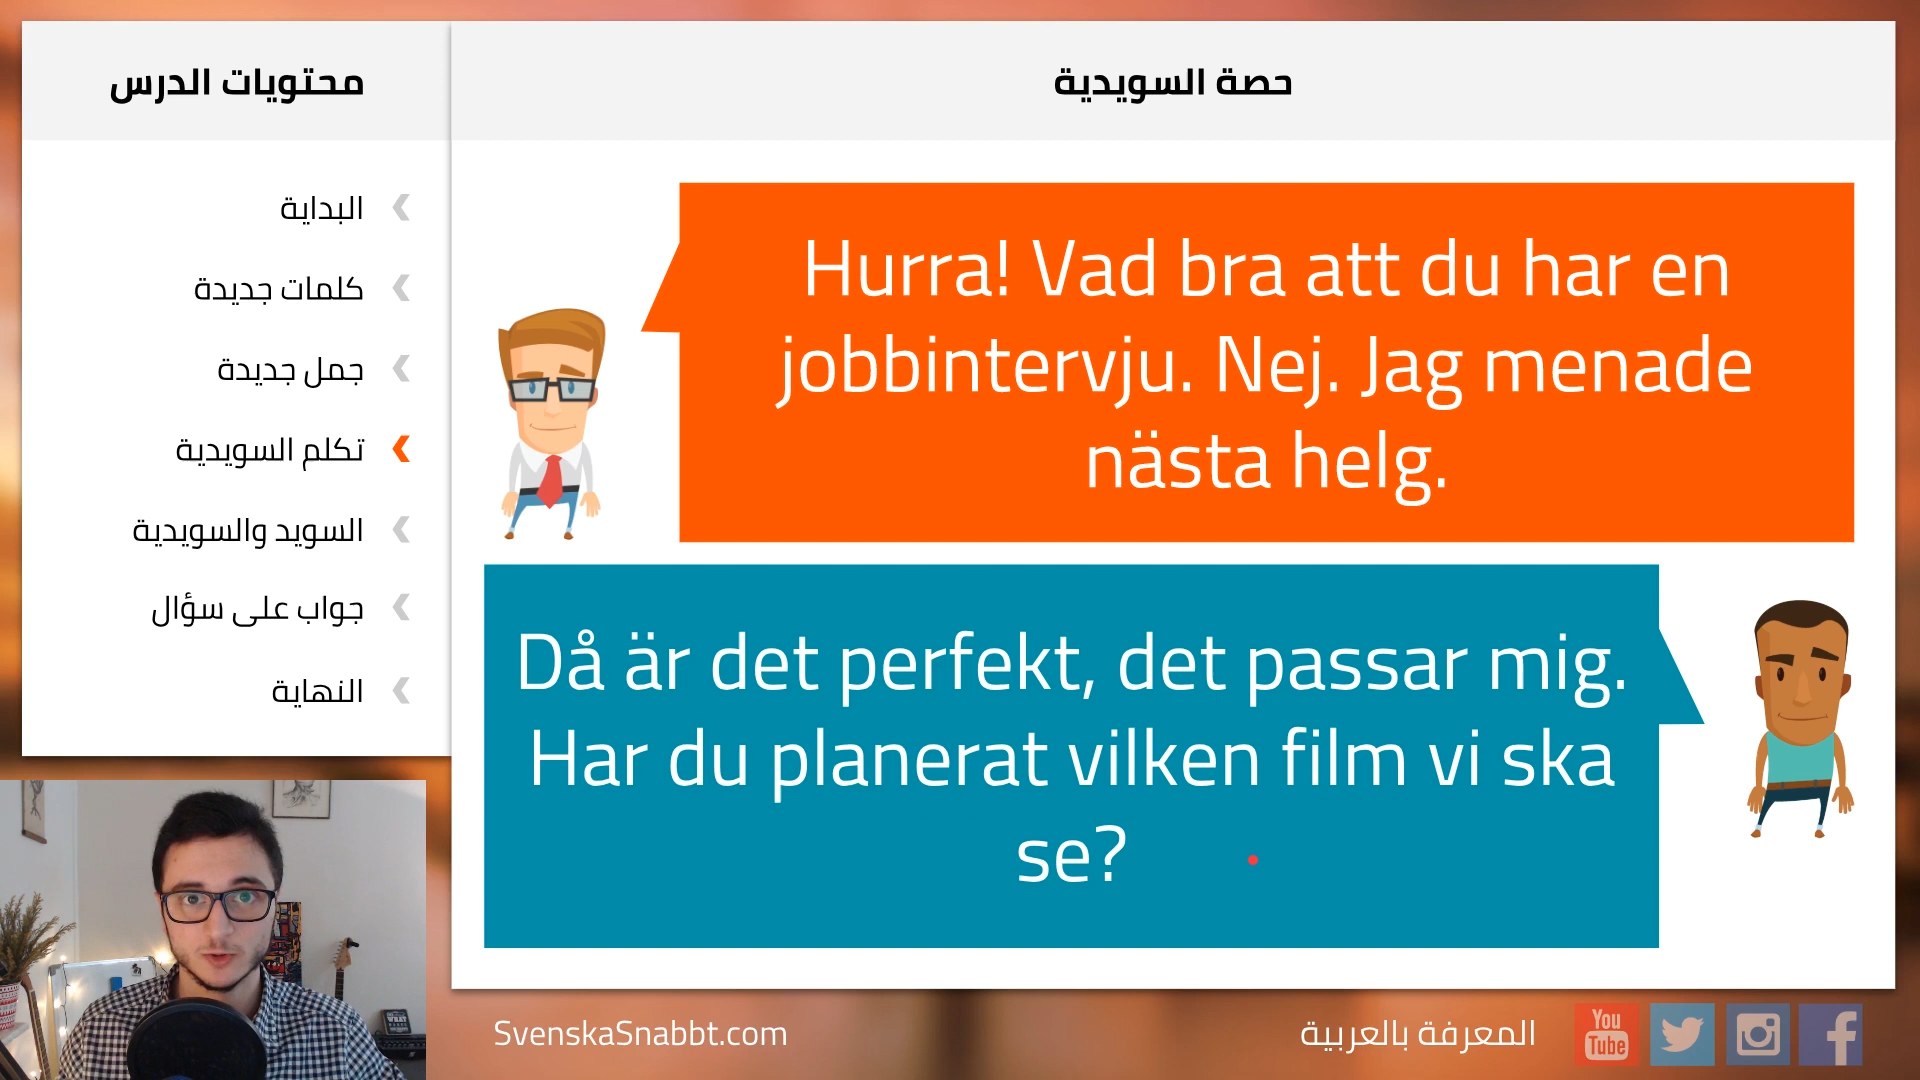 محتويات الدرس
البداية
كلمات جديدة
جمل جديدة
تكلم السويدية
السويد والسويدية
جواب على سؤال
النهاية
حصة السويدية
Hurra! Vad bra att du har en
jobbintervju. Nej. Jag menade
nästa helg.
Då är det perfekt, det passar mig.
Har du planerat vilken film vi ska
se?
SvenskaSnabbt.com
المعرفة بالعربية
You
Tube